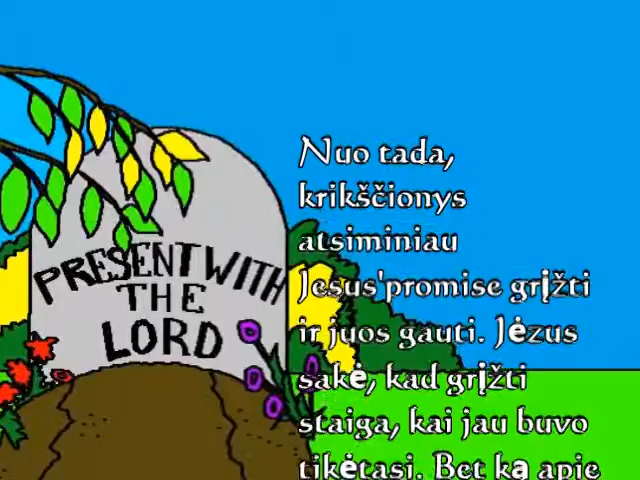 PRESENT WITH
THE
LORD
Nuo tada,
krikščionys
atsiminiau
Jesus'promise grįžti
ir juos gauti. Jėzus
sakė, kad grįžti
staiga, kai jau buvo
tikėtasi. Bet ką apie